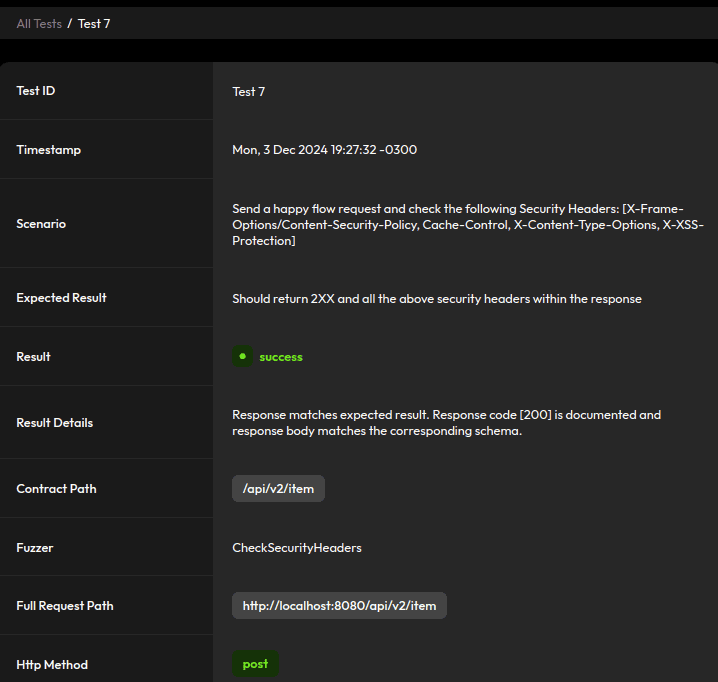 All Tests / Test 7
Test ID
Test 7
Timestamp
Mon, 3 Dec 2024 19:27:32 -0300
Scenario
Send a happy flow request and check the following Security Headers: [X-Frame-
Options/Content-Security-Policy, Cache-Control, X-Content-Type-Options, X-XSS-
Protection]
Expected Result
Should return 2XX and all the above security headers within the response
Result
success
Result Details
Response matches expected result. Response code [200] is documented and
response body matches the corresponding schema.
Contract Path
/api/v2/item
Fuzzer
CheckSecurityHeaders
Full Request Path
http://localhost:8080/api/v2/item
Http Method
post